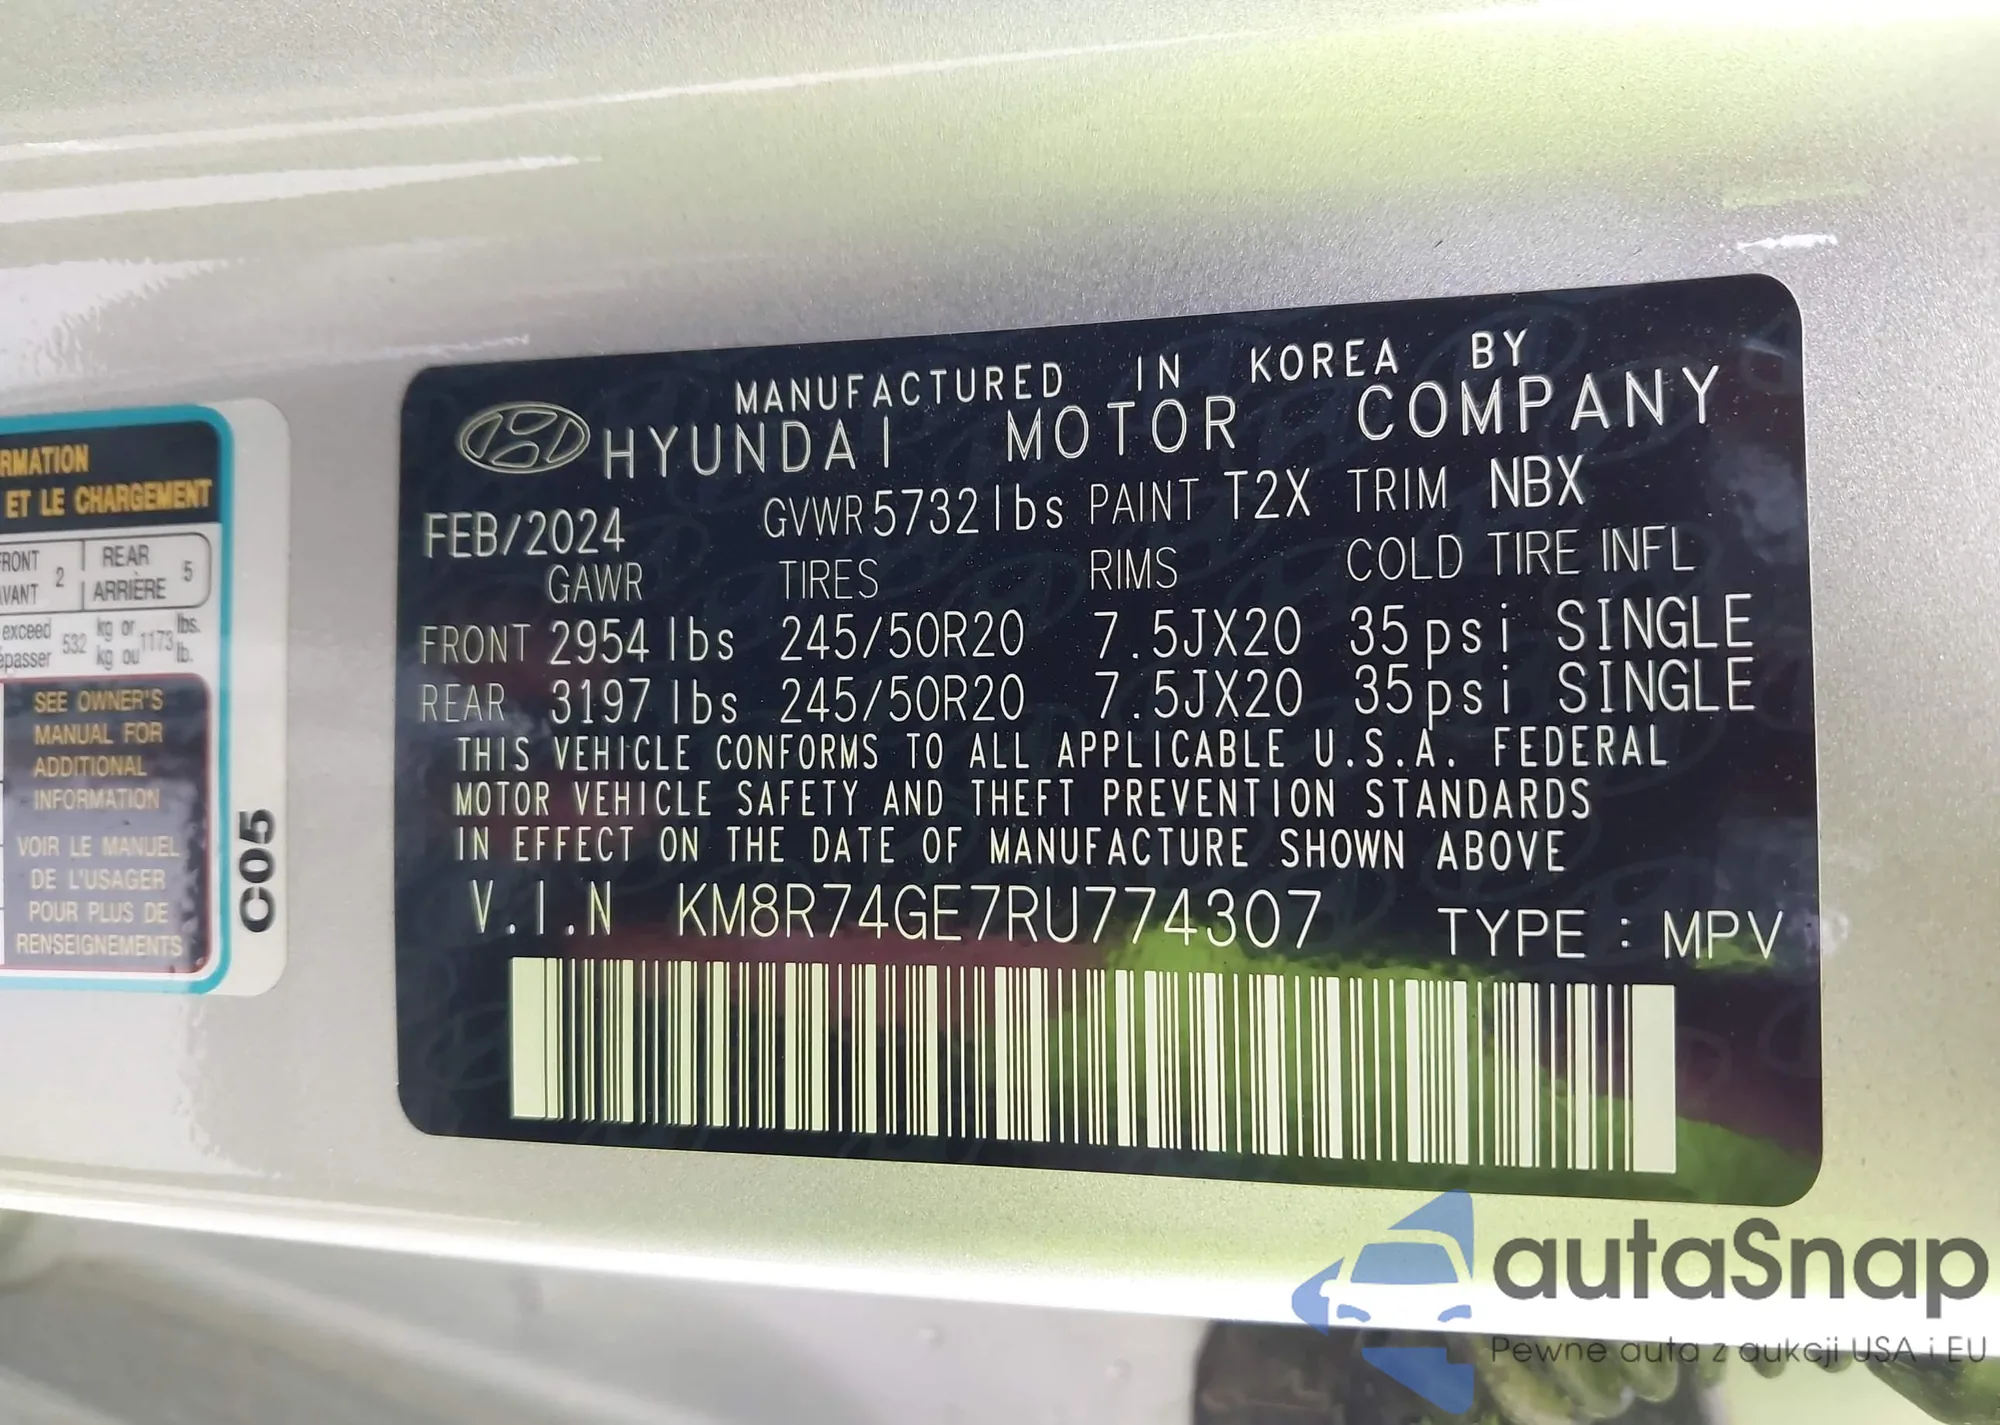 RMATION
ET LE CHARGEMENT
FRONT 2 REAR 5
AVANT ARRIÈRE
exceed 532 kg or 1173 lbs.
épasser kg ou lb.
SEE OWNER'S
MANUAL FOR
ADDITIONAL
INFORMATION
VOIR LE MANUEL
DE L'USAGER
POUR PLUS DE
RENSEIGNEMENTS
C05
MANUFACTURED IN KOREA BY
HYUNDAI MOTOR COMPANY
FEB/2024 GVWR 5732 lbs PAINT T2X TRIM NBX
GAWR TIRES RIMS COLD TIRE INFL
FRONT 2954 lbs 245/50R20 7.5JX20 35psi SINGLE
REAR 3197 lbs 245/50R20 7.5JX20 35psi SINGLE
THIS VEHICLE CONFORMS TO ALL APPLICABLE U.S.A. FEDERAL
MOTOR VEHICLE SAFETY AND THEFT PREVENTION STANDARDS
IN EFFECT ON THE DATE OF MANUFACTURE SHOWN ABOVE
V.I.N KM8R74GE7RU774307 TYPE : MPV
autaSnap
Pewne auta z aukcji USA i EU